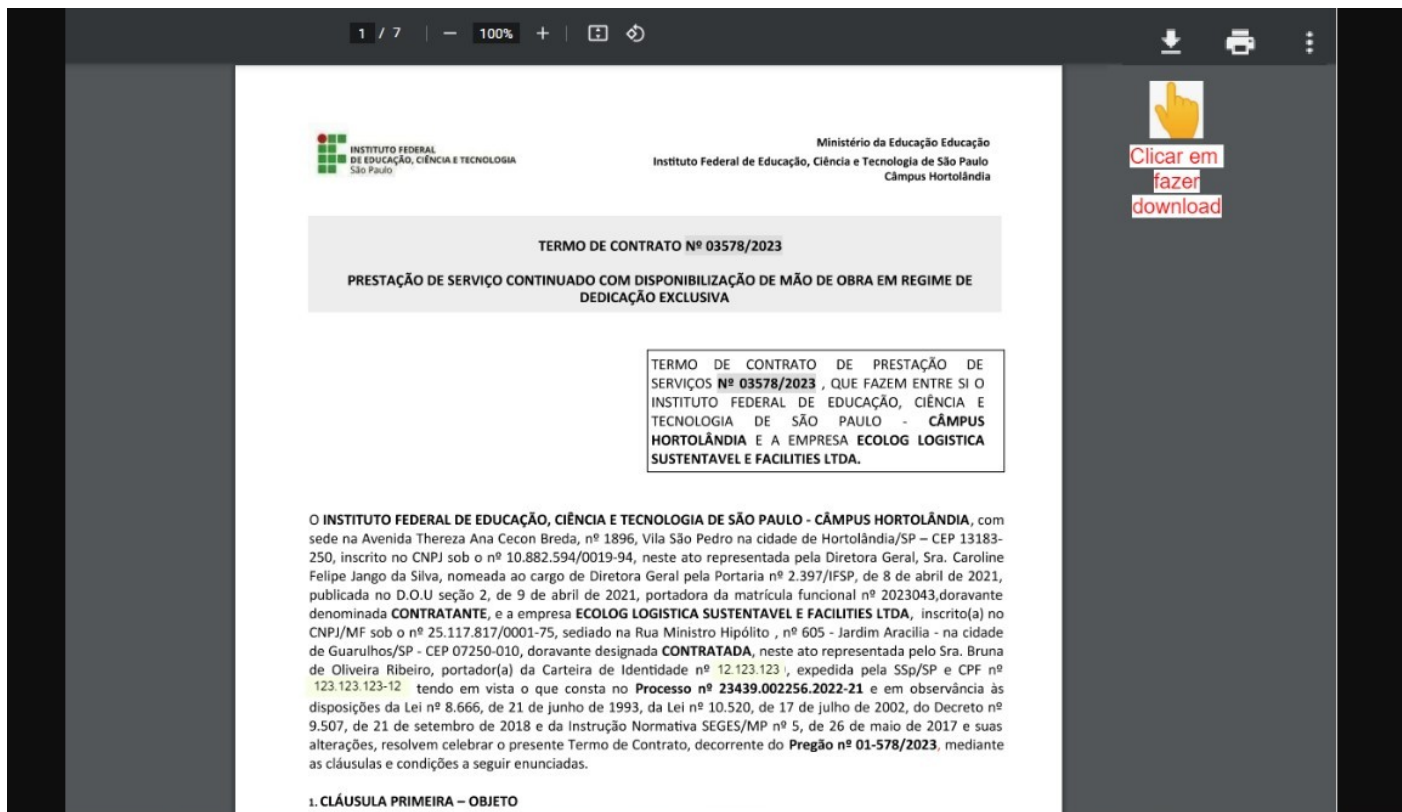 1 / 7 | − 100% + |
INSTITUTO FEDERAL
DE EDUCAÇÃO, CIÊNCIA E TECNOLOGIA
São Paulo
Ministério da Educação Educação
Instituto Federal de Educação, Ciência e Tecnologia de São Paulo
Câmpus Hortolândia
Clicar em
fazer
download
TERMO DE CONTRATO Nº 03578/2023
PRESTAÇÃO DE SERVIÇO CONTINUADO COM DISPONIBILIZAÇÃO DE MÃO DE OBRA EM REGIME DE
DEDICAÇÃO EXCLUSIVA
TERMO DE CONTRATO DE PRESTAÇÃO DE
SERVIÇOS Nº 03578/2023 , QUE FAZEM ENTRE SI O
INSTITUTO FEDERAL DE EDUCAÇÃO, CIÊNCIA E
TECNOLOGIA DE SÃO PAULO - CÂMPUS
HORTOLÂNDIA E A EMPRESA ECOLOG LOGISTICA
SUSTENTAVEL E FACILITIES LTDA.
O INSTITUTO FEDERAL DE EDUCAÇÃO, CIÊNCIA E TECNOLOGIA DE SÃO PAULO - CÂMPUS HORTOLÂNDIA, com
sede na Avenida Thereza Ana Cecon Breda, nº 1896, Vila São Pedro na cidade de Hortolândia/SP – CEP 13183-
250, inscrito no CNPJ sob o nº 10.882.594/0019-94, neste ato representada pela Diretora Geral, Sra. Caroline
Felipe Jango da Silva, nomeada ao cargo de Diretora Geral pela Portaria nº 2.397/IFSP, de 8 de abril de 2021,
publicada no D.O.U seção 2, de 9 de abril de 2021, portadora da matrícula funcional nº 2023043,doravante
denominada CONTRATANTE, e a empresa ECOLOG LOGISTICA SUSTENTAVEL E FACILITIES LTDA, inscrito(a) no
CNPJ/MF sob o nº 25.117.817/0001-75, sediado na Rua Ministro Hipólito , nº 605 - Jardim Aracilia - na cidade
de Guarulhos/SP - CEP 07250-010, doravante designada CONTRATADA, neste ato representada pelo Sra. Bruna
de Oliveira Ribeiro, portador(a) da Carteira de Identidade nº 12.123.123 , expedida pela SSp/SP e CPF nº
123.123.123-12 tendo em vista o que consta no Processo nº 23439.002256.2022-21 e em observância às
disposições da Lei nº 8.666, de 21 de junho de 1993, da Lei nº 10.520, de 17 de julho de 2002, do Decreto nº
9.507, de 21 de setembro de 2018 e da Instrução Normativa SEGES/MP nº 5, de 26 de maio de 2017 e suas
alterações, resolvem celebrar o presente Termo de Contrato, decorrente do Pregão nº 01-578/2023, mediante
as cláusulas e condições a seguir enunciadas.
1. CLÁUSULA PRIMEIRA – OBJETO